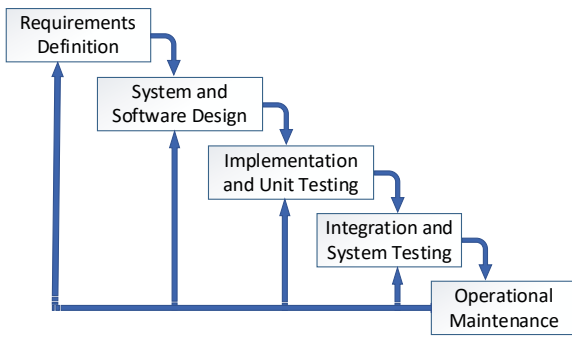 Requirements
Definition
System and
Software Design
Implementation
and Unit Testing
Integration and
System Testing
Operational
Maintenance